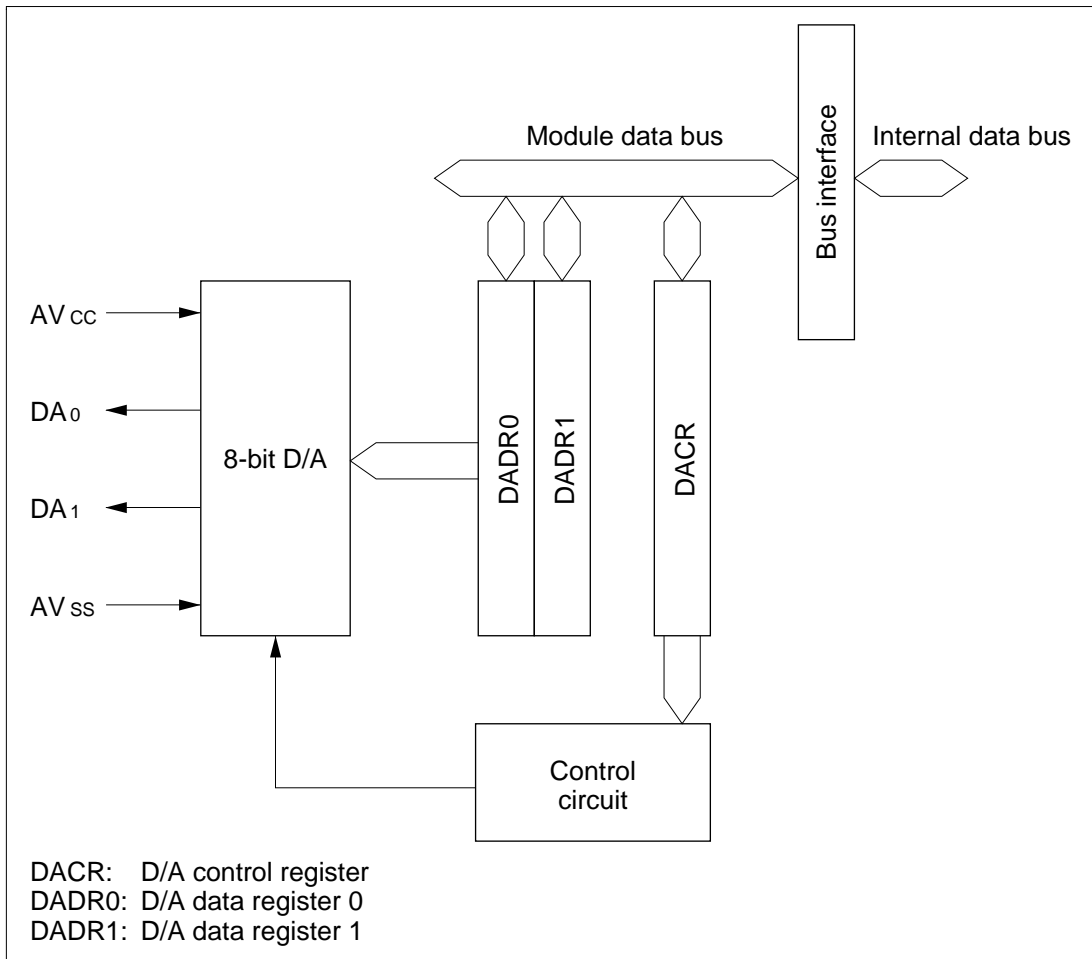 Module data bus
Internal data bus
Bus interface
AVCC
DA0
8-bit D/A
DADR0
DADR1
DACR
DA1
AVSS
Control
circuit
DACR: D/A control register
DADR0: D/A data register 0
DADR1: D/A data register 1